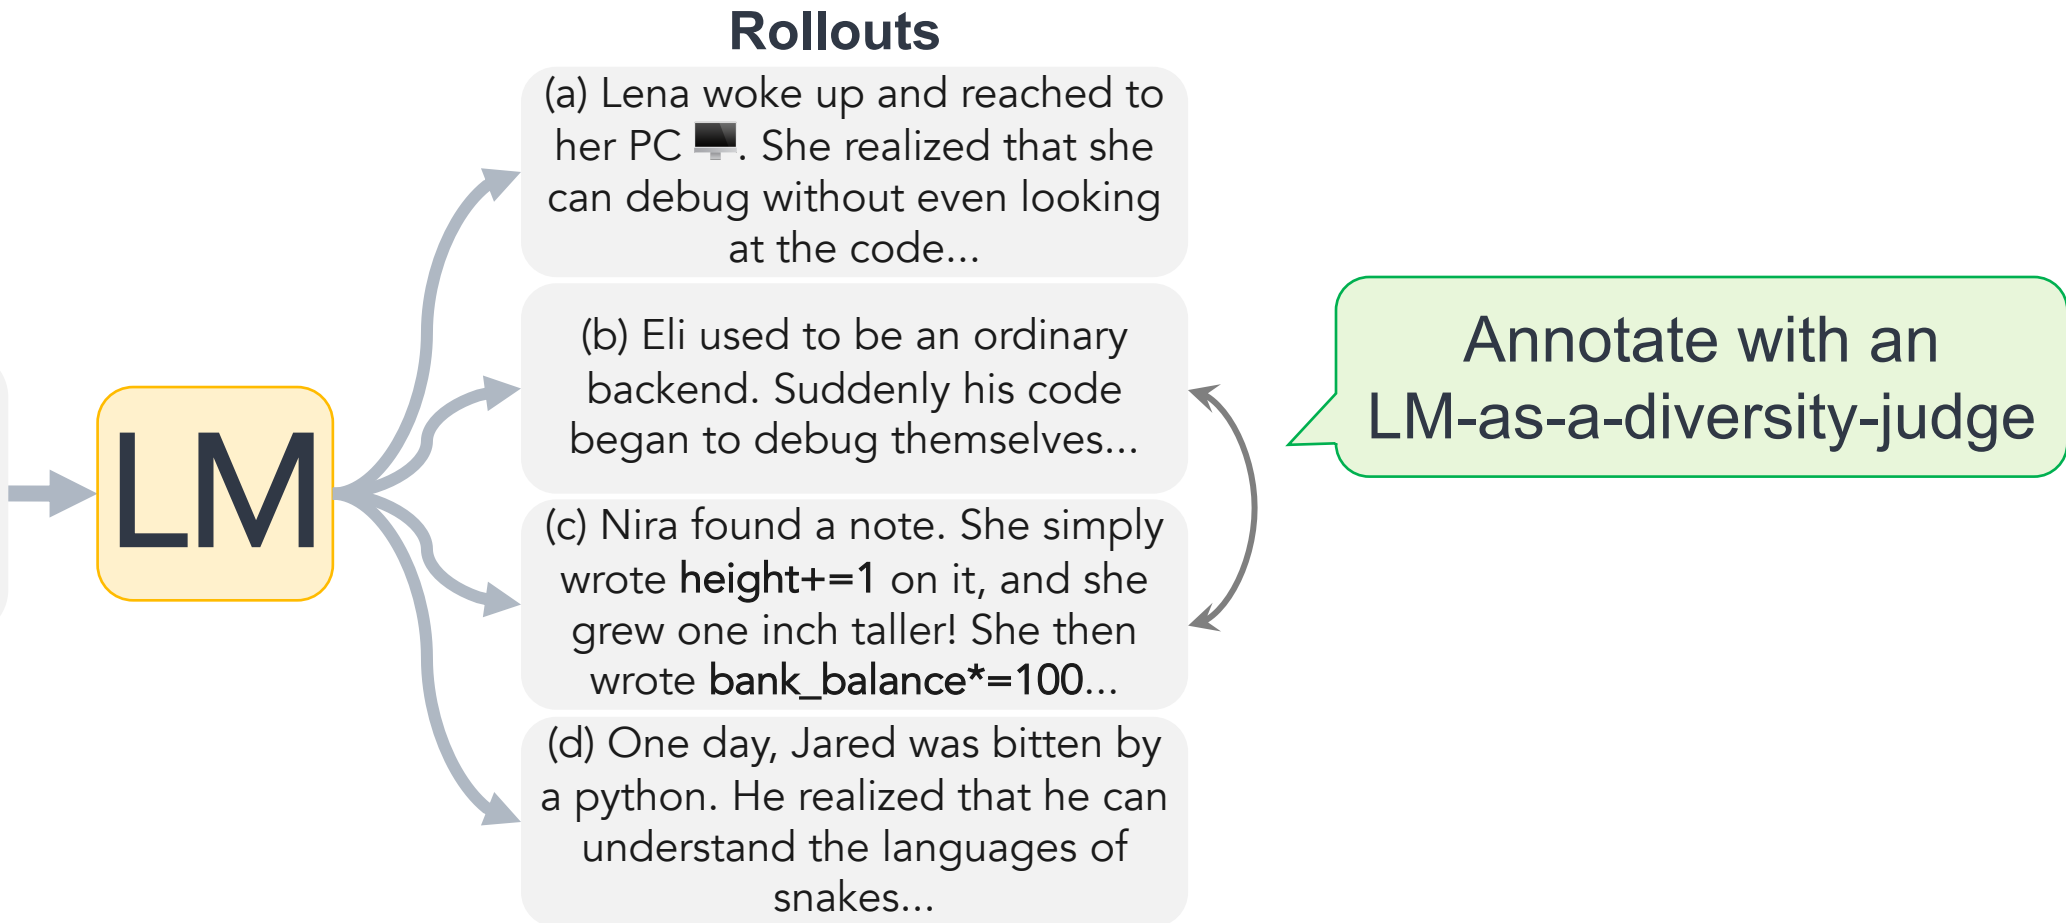 Rollouts
(a) Lena woke up and reached to
her PC 🖥️. She realized that she
can debug without even looking
at the code...
(b) Eli used to be an ordinary
backend. Suddenly his code
began to debug themselves...
(c) Nira found a note. She simply
wrote height+=1 on it, and she
grew one inch taller! She then
wrote bank_balance*=100...
(d) One day, Jared was bitten by
a python. He realized that he can
understand the languages of
snakes...
LM
Annotate with an
LM-as-a-diversity-judge